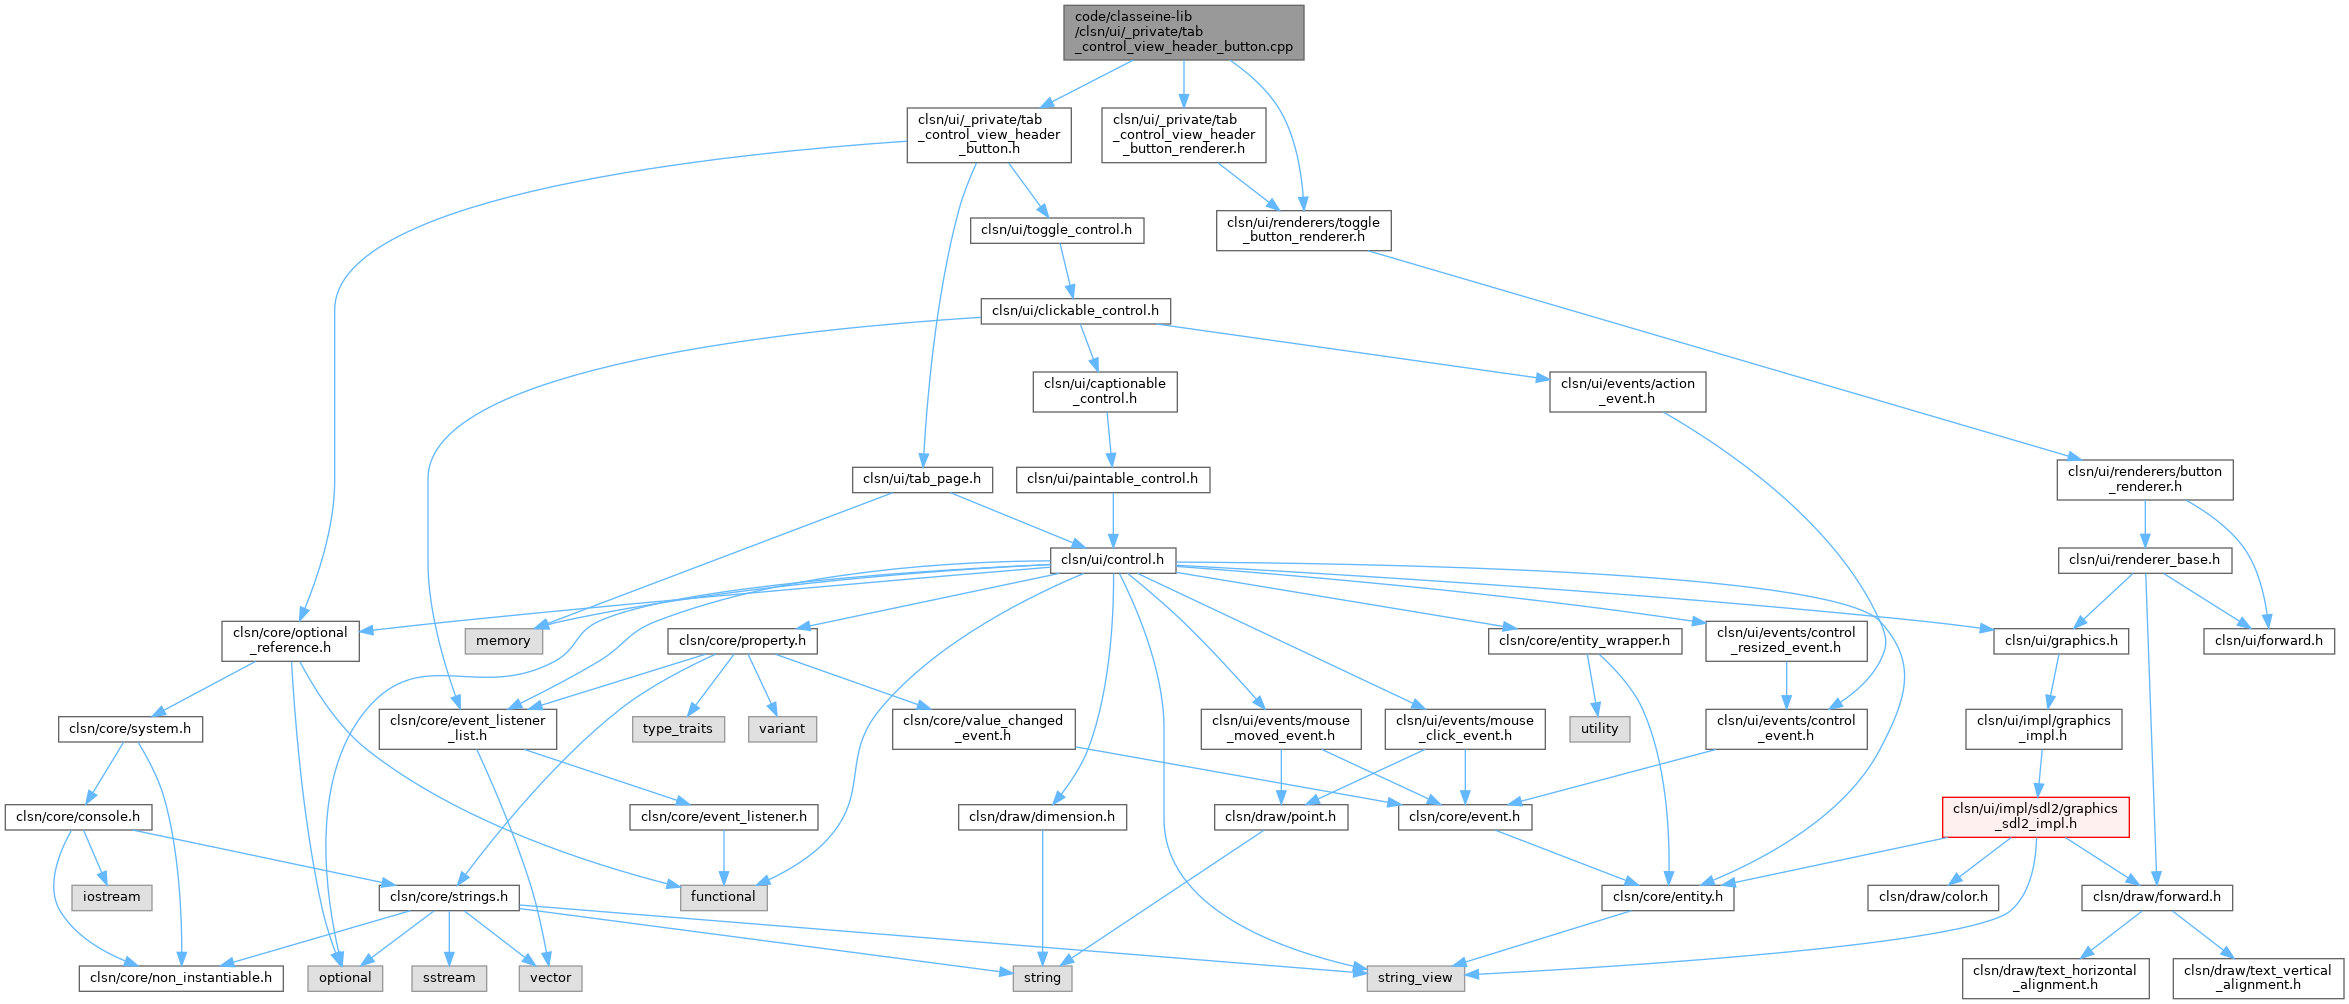 code/classeine-lib
/clsn/ui/_private/tab
_control_view_header_button.cpp
clsn/ui/_private/tab
_control_view_header
_button.h
clsn/ui/_private/tab
_control_view_header
_button_renderer.h
clsn/ui/toggle_control.h
clsn/ui/renderers/toggle
_button_renderer.h
clsn/ui/clickable_control.h
clsn/ui/captionable
_control.h
clsn/ui/events/action
_event.h
clsn/ui/tab_page.h
clsn/ui/paintable_control.h
clsn/ui/renderers/button
_renderer.h
clsn/ui/control.h
clsn/ui/renderer_base.h
clsn/core/optional
_reference.h
memory
clsn/core/property.h
clsn/core/entity_wrapper.h
clsn/ui/events/control
_resized_event.h
clsn/ui/graphics.h
clsn/ui/forward.h
clsn/core/system.h
clsn/core/event_listener
_list.h
type_traits
variant
clsn/core/value_changed
_event.h
clsn/ui/events/mouse
_moved_event.h
clsn/ui/events/mouse
_click_event.h
utility
clsn/ui/events/control
_event.h
clsn/ui/impl/graphics
_impl.h
clsn/core/console.h
clsn/core/event_listener.h
clsn/draw/dimension.h
clsn/draw/point.h
clsn/core/event.h
clsn/ui/impl/sdl2/graphics
_sdl2_impl.h
iostream
clsn/core/strings.h
functional
clsn/core/entity.h
clsn/draw/color.h
clsn/draw/forward.h
clsn/core/non_instantiable.h
optional
sstream
vector
string
string_view
clsn/draw/text_horizontal
_alignment.h
clsn/draw/text_vertical
_alignment.h